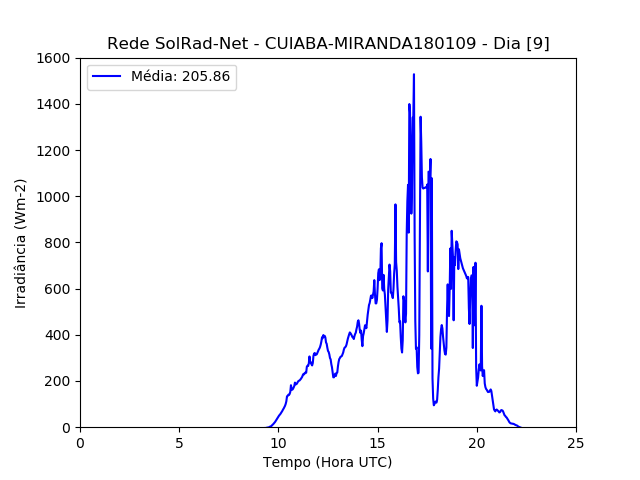 Rede SolRad-Net - CUIABA-MIRANDA180109 - Dia [9]
Média: 205.86
Irradiância (Wm-2)
1600
1400
1200
1000
800
600
400
200
0
0 5 10 15 20 25
Tempo (Hora UTC)